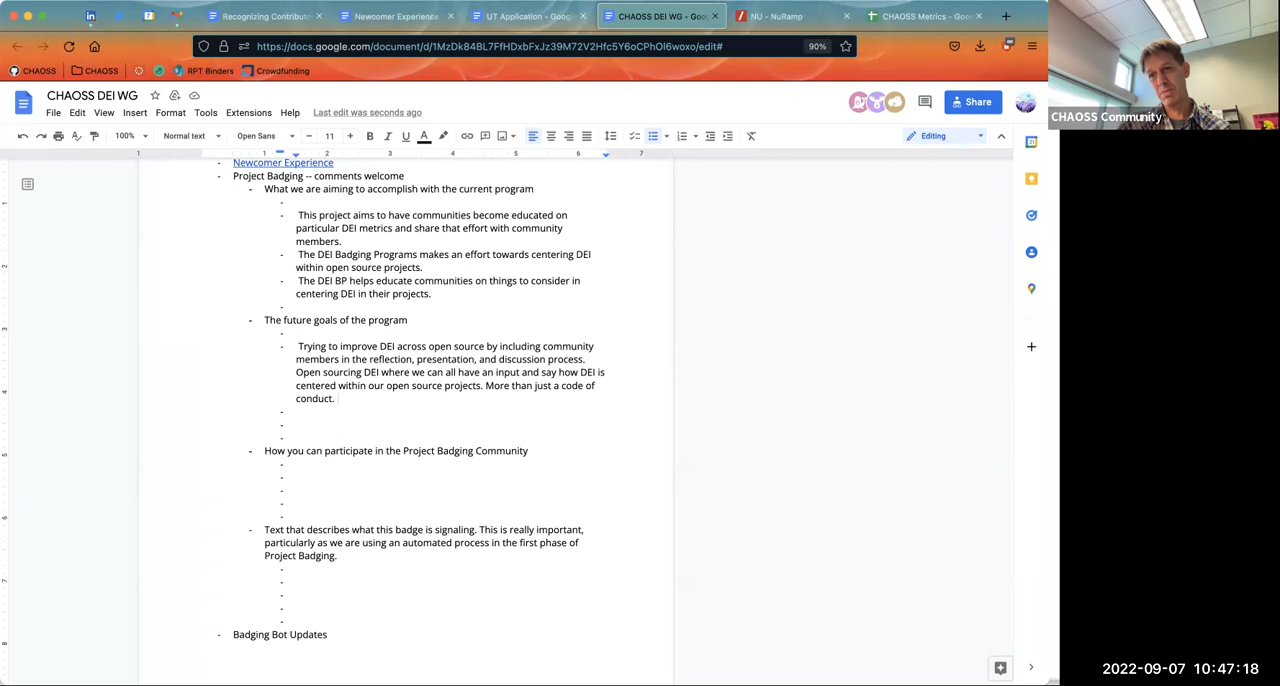 Recognizing Contributo
Newcomer Experience
UT Application - Googl
CHAOSS DEI WG - Goo
NU - NuRamp
CHAOSS Metrics - Goo
https://docs.google.com/document/d/1MzDk84BL7FfHDxbFxJz39M72V2Hfc5Y6oCPhOl6woxo/edit#
90%
CHAOSS
CHAOSS
RPT Binders
Crowdfunding
CHAOSS Community
CHAOSS DEI WG
Share
File Edit View Insert Format Tools Extensions Help Last edit was seconds ago
100% Normal text Open Sans 11 Editing
1 1 2 3 4 5 6 7
- Newcomer Experience
- Project Badging -- comments welcome
- What we are aiming to accomplish with the current program
-
- This project aims to have communities become educated on
particular DEI metrics and share that effort with community
members.
- The DEI Badging Programs makes an effort towards centering DEI
within open source projects.
- The DEI BP helps educate communities on things to consider in
centering DEI in their projects.
-
- The future goals of the program
-
- Trying to improve DEI across open source by including community
members in the reflection, presentation, and discussion process.
Open sourcing DEI where we can all have an input and say how DEI is
centered within our open source projects. More than just a code of
conduct.
-
-
-
- How you can participate in the Project Badging Community
-
-
-
-
-
- Text that describes what this badge is signaling. This is really important,
particularly as we are using an automated process in the first phase of
Project Badging.
-
-
-
-
-
- Badging Bot Updates
2022-09-07 10:47:18